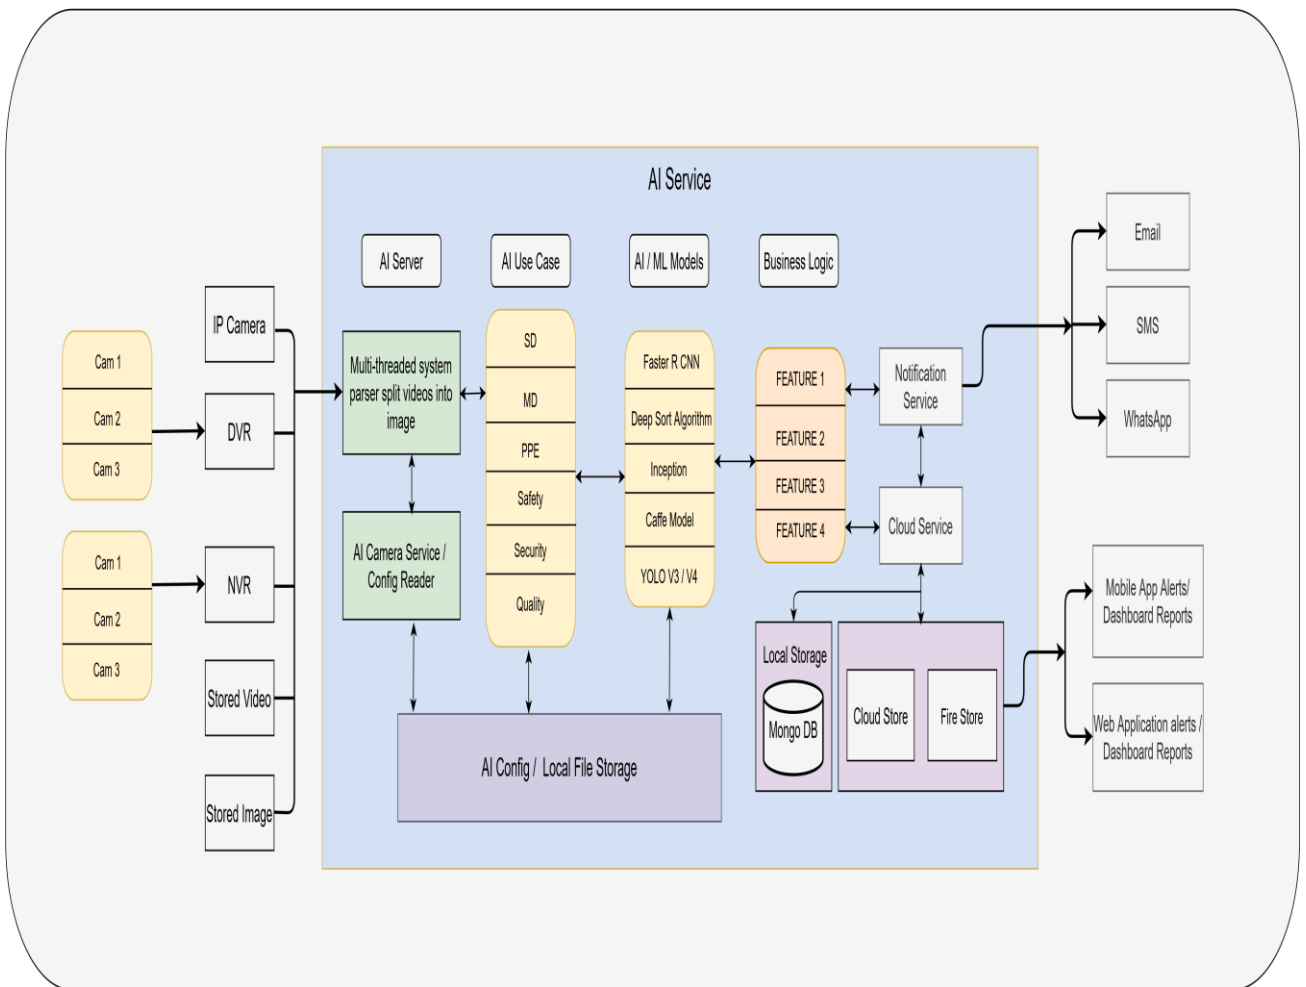 AI Service
AI Server
AI Use Case
AI / ML Models
Business Logic
Cam 1
Cam 2
Cam 3
Cam 1
Cam 2
Cam 3
IP Camera
DVR
NVR
Stored Video
Stored Image
Multi-threaded system
parser split videos into
image
AI Camera Service /
Config Reader
SD
MD
PPE
Safety
Security
Quality
Faster R CNN
Deep Sort Algorithm
Inception
Caffe Model
YOLO V3 / V4
FEATURE 1
FEATURE 2
FEATURE 3
FEATURE 4
Notification
Service
Cloud Service
AI Config / Local File Storage
Local Storage
Mongo DB
Cloud Store
Fire Store
Email
SMS
WhatsApp
Mobile App Alerts/
Dashboard Reports
Web Application alerts /
Dashboard Reports